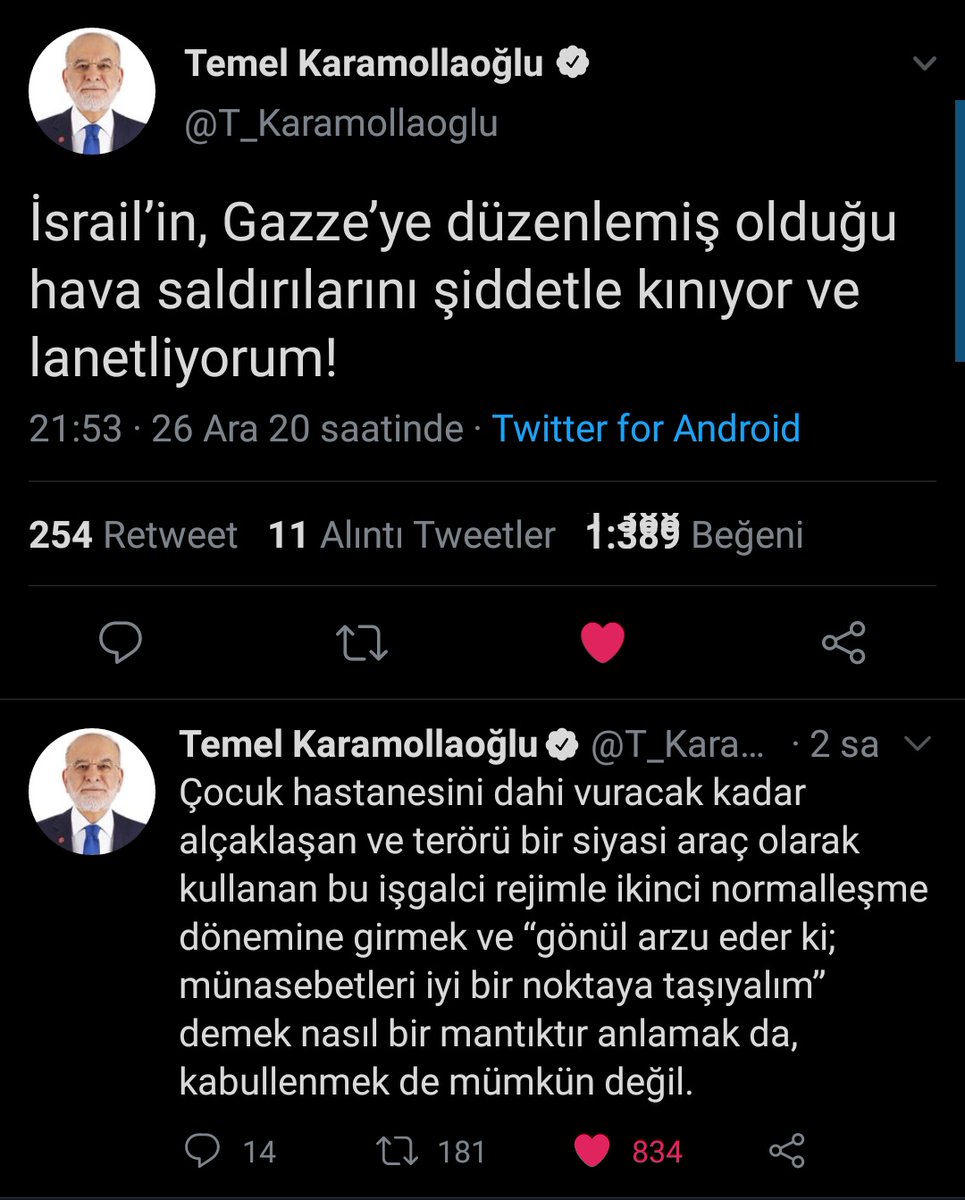 Temel Karamollaoğlu
@T_Karamollaoglu
İsrail’in, Gazze’ye düzenlemiş olduğu
hava saldırılarını şiddetle kınıyor ve
lanetliyorum!
21:53 · 26 Ara 20 saatinde · Twitter for Android
254 Retweet 11 Alıntı Tweetler Beğeni
Temel Karamollaoğlu @T_Kara... · 2 sa
Çocuk hastanesini dahi vuracak kadar
alçaklaşan ve terörü bir siyasi araç olarak
kullanan bu işgalci rejimle ikinci normalleşme
dönemine girmek ve “gönül arzu eder ki;
münasebetleri iyi bir noktaya taşıyalım”
demek nasıl bir mantıktır anlamak da,
kabullenmek de mümkün değil.
14 181 834